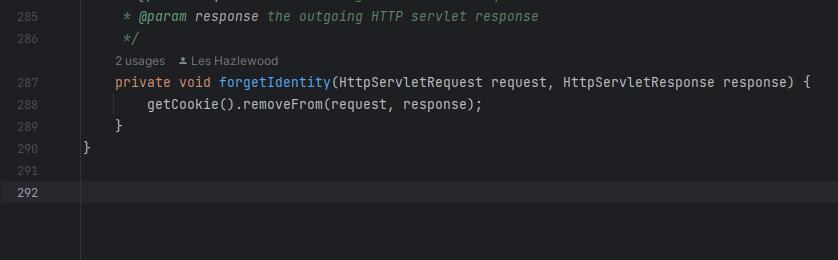 285 * @param response the outgoing HTTP servlet response
286 */
2 usages Les Hazlewood
287 private void forgetIdentity(HttpServletRequest request, HttpServletResponse response) {
288 getCookie().removeFrom(request, response);
289 }
290 }
291
292